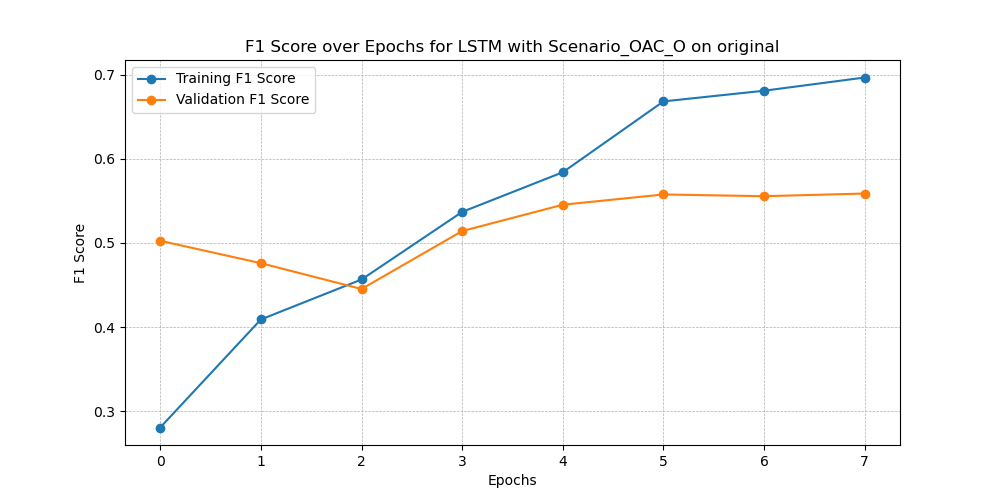 F1 Score over Epochs for LSTM with Scenario_OAC_O on original
Training F1 Score
Validation F1 Score
0.7
0.6
0.5
0.4
0.3
F1 Score
0 1 2 3 4 5 6 7
Epochs